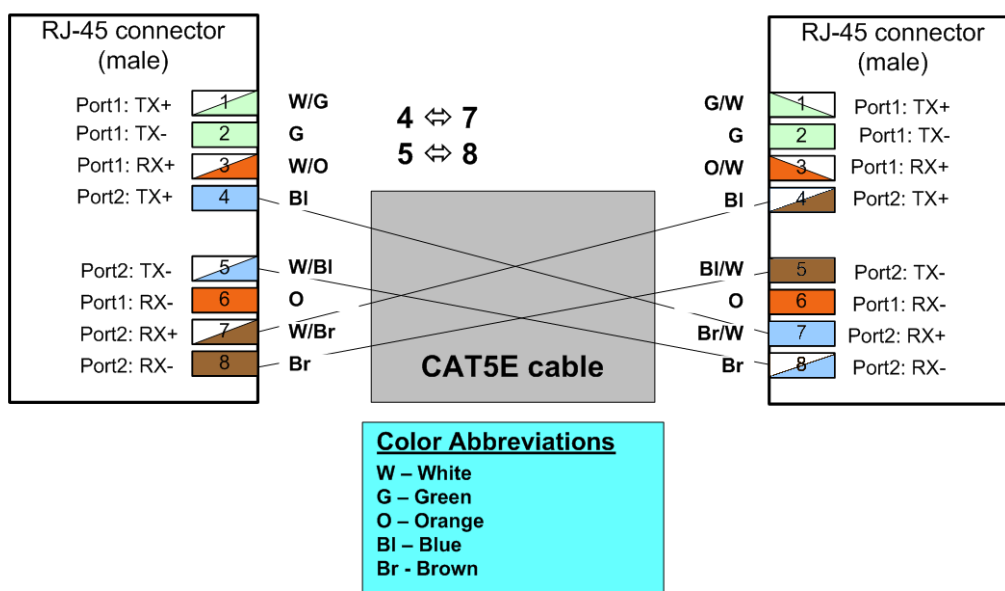 RJ-45 connector
(male)
Port1: TX+ 1 W/G
Port1: TX- 2 G
Port1: RX+ 3 W/O
Port2: TX+ 4 Bl
Port2: TX- 5 W/Bl
Port1: RX- 6 O
Port2: RX+ 7 W/Br
Port2: RX- 8 Br
4 ⬄ 7
5 ⬄ 8
CAT5E cable
RJ-45 connector
(male)
G/W 1 Port1: TX+
G 2 Port1: TX-
O/W 3 Port1: RX+
Bl 4 Port2: TX+
Bl/W 5 Port2: TX-
O 6 Port1: RX-
Br/W 7 Port2: RX+
Br 8 Port2: RX-
Color Abbreviations
W – White
G – Green
O – Orange
Bl – Blue
Br - Brown